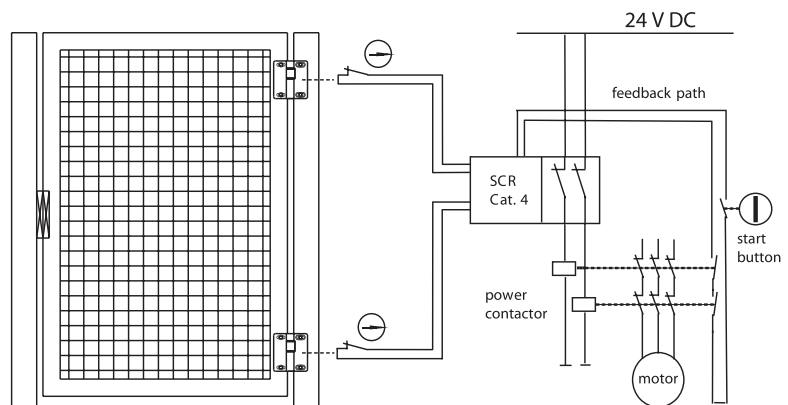 24 V DC
feedback path
SCR
Cat. 4
start
button
power
contactor
motor